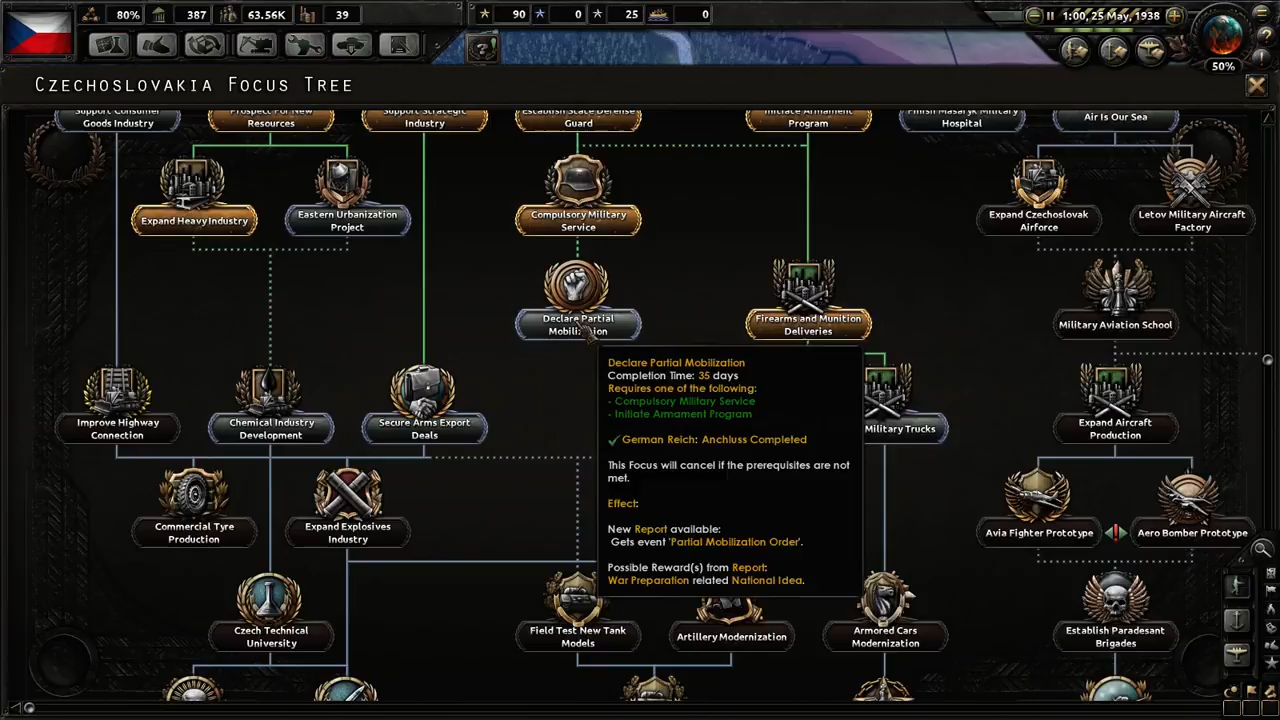 80%
387
63.56K
39
90
0
25
0
1:00, 25 May, 1938
50%
Czechoslovakia Focus Tree
Support Consumer
Goods Industry
Prospect For New
Resources
Support Strategic
Industry
Establish State Defense
Guard
Initiate Armament
Program
Finish Masaryk Military
Hospital
Air Is Our Sea
Expand Heavy Industry
Eastern Urbanization
Project
Compulsory Military
Service
Expand Czechoslovak
Airforce
Letov Military Aircraft
Factory
Declare Partial
Mobilization
Firearms and Munition
Deliveries
Military Aviation School
Declare Partial Mobilization
Completion Time: 35 days
Requires one of the following:
- Compulsory Military Service
- Initiate Armament Program
German Reich: Anchluss Completed
This Focus will cancel if the prerequisites are not
met.
Effect:
New Report available:
Gets event 'Partial Mobilization Order'.
Possible Reward(s) from Report:
War Preparation related National Idea.
Improve Highway
Connection
Chemical Industry
Development
Secure Arms Export
Deals
Military Trucks
Expand Aircraft
Production
Commercial Tyre
Production
Expand Explosives
Industry
Avia Fighter Prototype
Aero Bomber Prototype
Czech Technical
University
Field Test New Tank
Models
Artillery Modernization
Armored Cars
Modernization
Establish Paradesant
Brigades